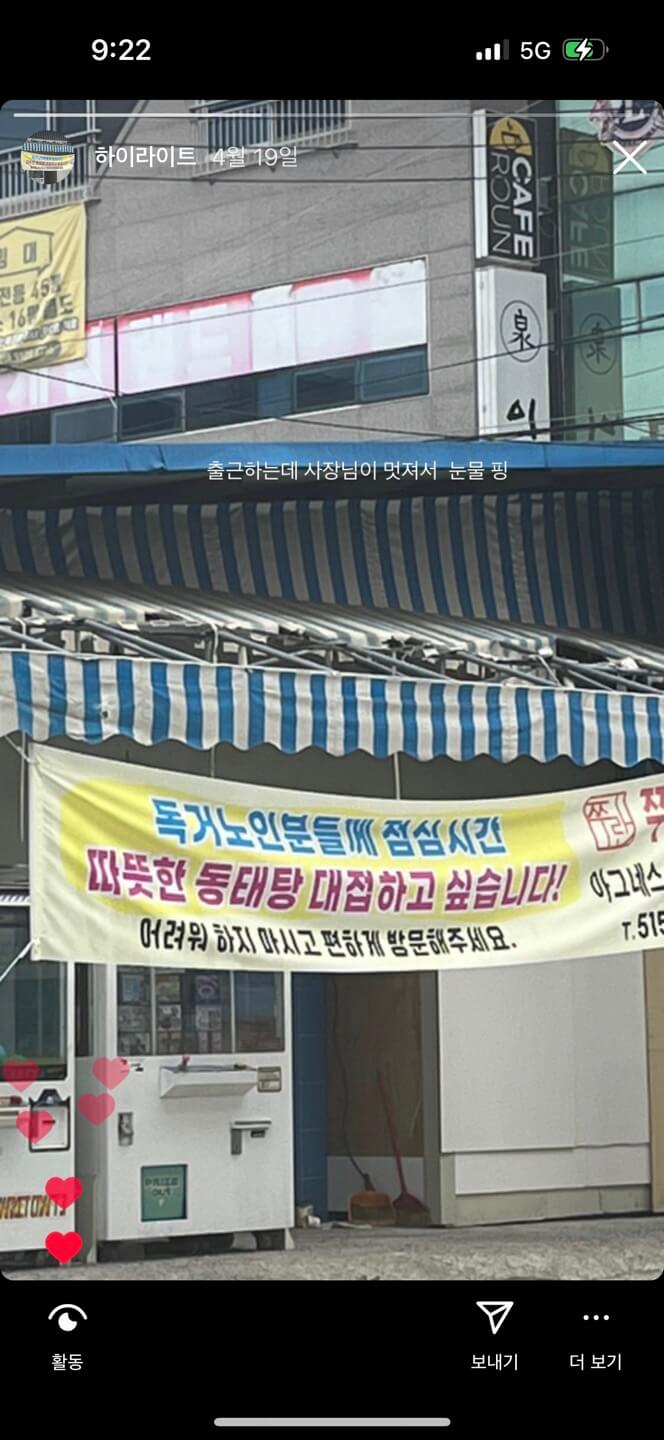 9:22
5G
하이라이트 4월 19일
CAFE
ROUN
泉
출근하는데 사장님이 멋져서 눈물 핑
독거노인분들께 점심시간
따뜻한 동태탕 대접하고 싶습니다!
어려워 하지 마시고 편하게 방문해주세요.
아그네스
T.515
PRIZE
OUT
활동
보내기
더 보기